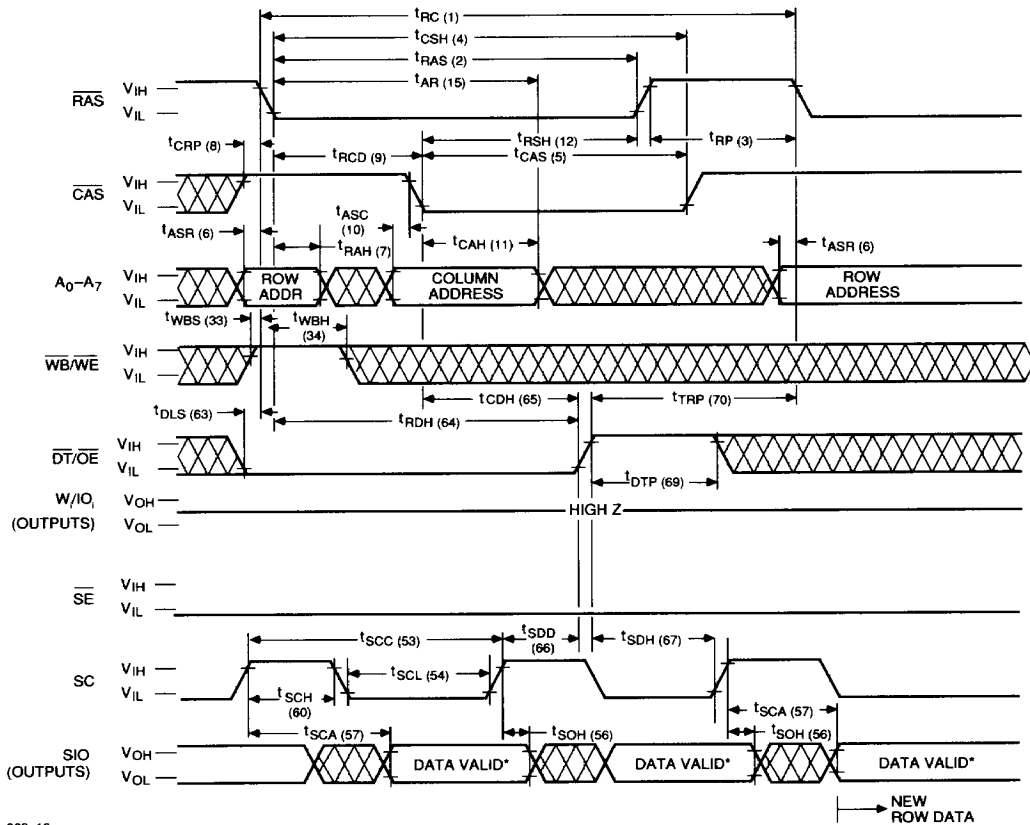 tRC (1)
tCSH (4)
tRAS (2)
tAR (15)
RAS VIH
VIL
tRSH (12) tRP (3)
tCRP (8) tRCD (9) tCAS (5)
CAS VIH
VIL
tASC (10)
tASR (6) tRAH (7) tCAH (11) tASR (6)
A0–A7 VIH
VIL
ROW ADDR COLUMN ADDRESS ROW ADDRESS
tWBS (33) tWBH (34)
WB/WE VIH
VIL
tCDH (65) tTRP (70)
tDLS (63) tRDH (64)
DT/OE VIH
VIL
tDTP (69)
Wi/IOi (OUTPUTS) VOH
VOL
HIGH Z
SE VIH
VIL
tSCC (53) tSDD (66) tSDH (67)
SC VIH
VIL
tSCL (54)
tSCH (60) tSCA (57)
tSCA (57) tSOH (56) tSOH (56)
SIO (OUTPUTS) VOH
VOL
DATA VALID* DATA VALID* DATA VALID*
NEW ROW DATA